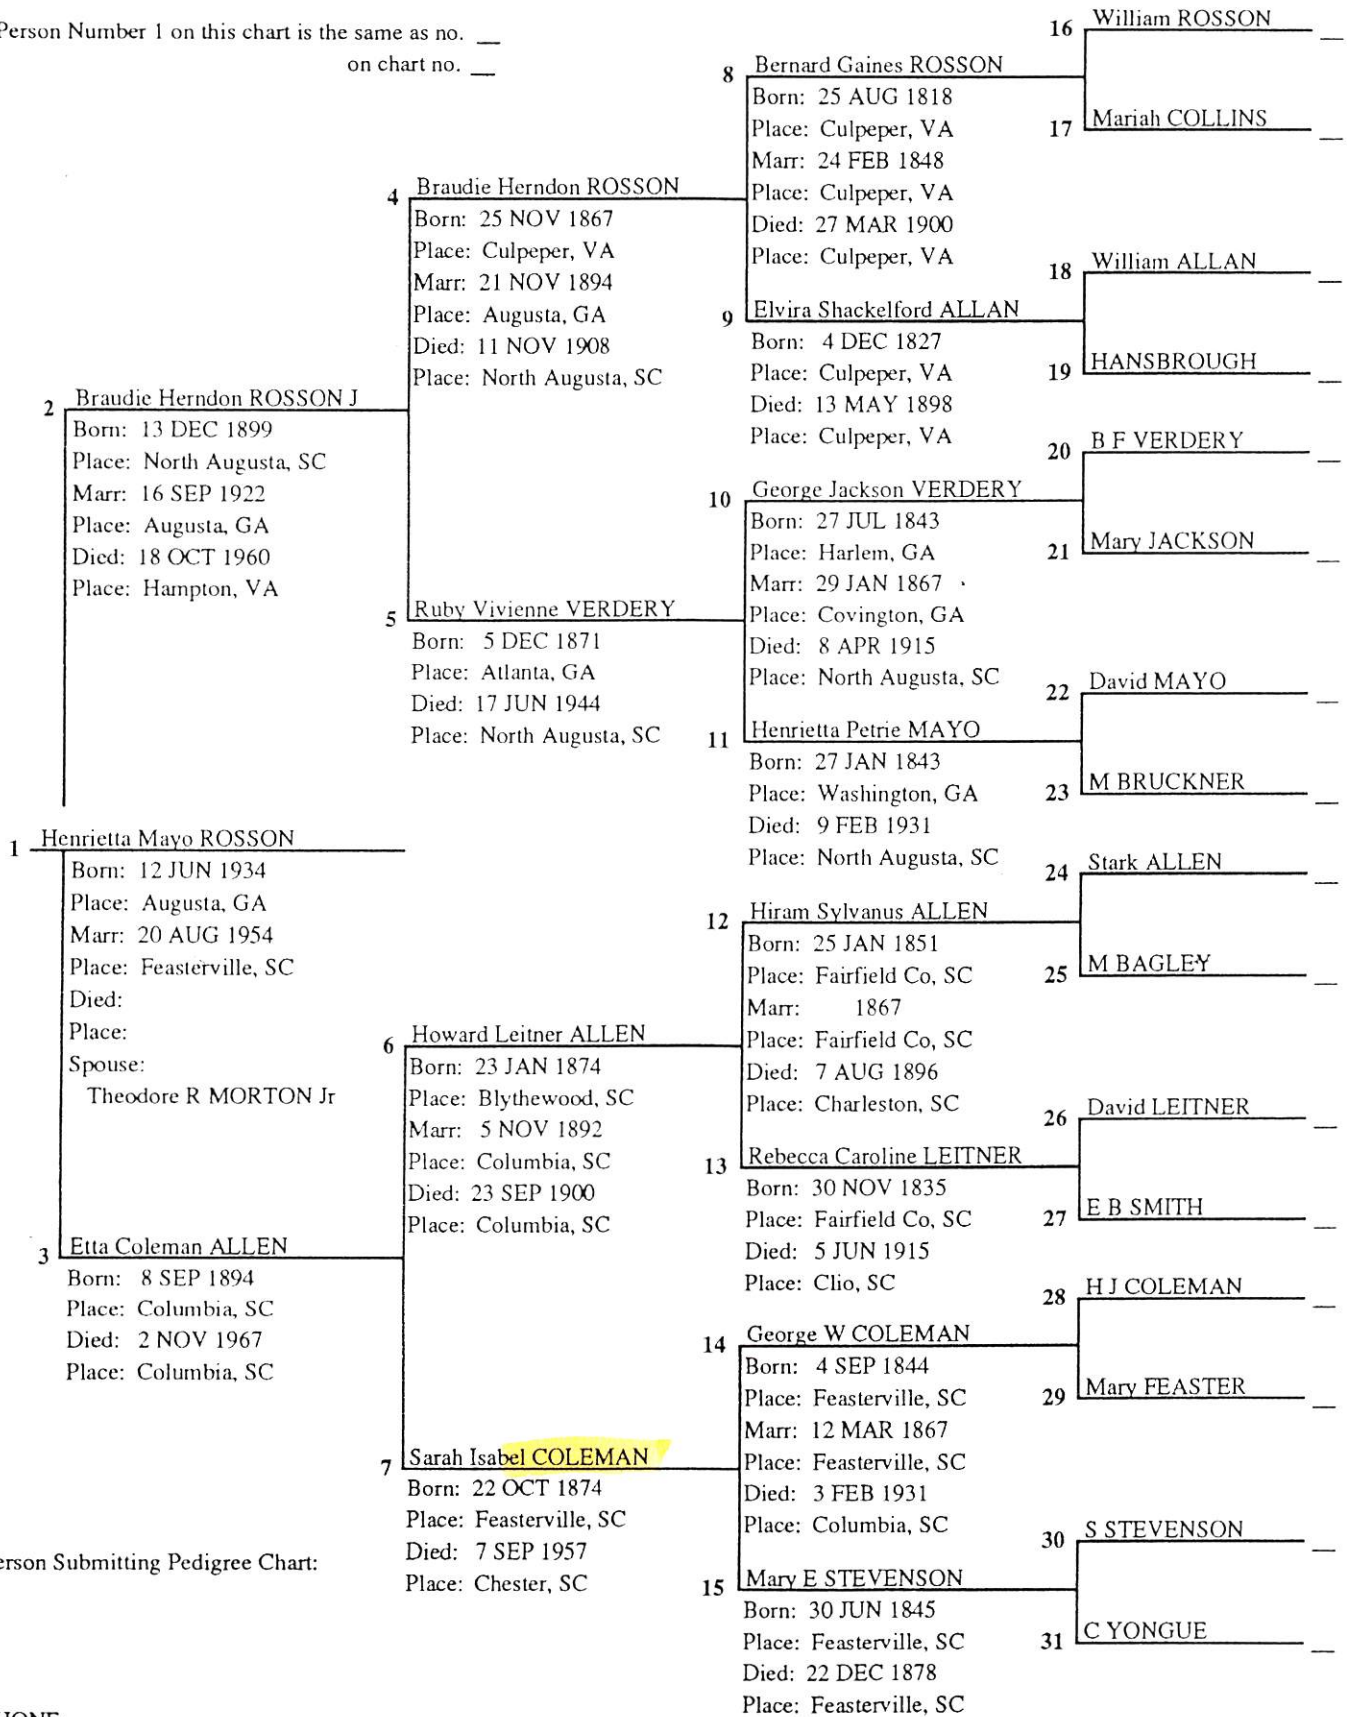 Person Number 1 on this chart is the same as no. __
on chart no. __
16 William ROSSON __
8 Bernard Gaines ROSSON
Born: 25 AUG 1818
Place: Culpeper, VA
Marr: 24 FEB 1848
Place: Culpeper, VA
Died: 27 MAR 1900
Place: Culpeper, VA
17 Mariah COLLINS __
4 Braudie Herndon ROSSON
Born: 25 NOV 1867
Place: Culpeper, VA
Marr: 21 NOV 1894
Place: Augusta, GA
Died: 11 NOV 1908
Place: North Augusta, SC
18 William ALLAN __
9 Elvira Shackelford ALLAN
Born: 4 DEC 1827
Place: Culpeper, VA
Died: 13 MAY 1898
Place: Culpeper, VA
19 HANSBROUGH __
2 Braudie Herndon ROSSON J
Born: 13 DEC 1899
Place: North Augusta, SC
Marr: 16 SEP 1922
Place: Augusta, GA
Died: 18 OCT 1960
Place: Hampton, VA
20 B F VERDERY __
10 George Jackson VERDERY
Born: 27 JUL 1843
Place: Harlem, GA
Marr: 29 JAN 1867
Place: Covington, GA
Died: 8 APR 1915
Place: North Augusta, SC
21 Mary JACKSON __
5 Ruby Vivienne VERDERY
Born: 5 DEC 1871
Place: Atlanta, GA
Died: 17 JUN 1944
Place: North Augusta, SC
22 David MAYO __
11 Henrietta Petrie MAYO
Born: 27 JAN 1843
Place: Washington, GA
Died: 9 FEB 1931
Place: North Augusta, SC
23 M BRUCKNER __
1 Henrietta Mayo ROSSON
Born: 12 JUN 1934
Place: Augusta, GA
Marr: 20 AUG 1954
Place: Feasterville, SC
Died:
Place:
Spouse:
Theodore R MORTON Jr
24 Stark ALLEN __
12 Hiram Sylvanus ALLEN
Born: 25 JAN 1851
Place: Fairfield Co, SC
Marr: 1867
Place: Fairfield Co, SC
Died: 7 AUG 1896
Place: Charleston, SC
25 M BAGLEY __
6 Howard Leitner ALLEN
Born: 23 JAN 1874
Place: Blythewood, SC
Marr: 5 NOV 1892
Place: Columbia, SC
Died: 23 SEP 1900
Place: Columbia, SC
26 David LEITNER __
13 Rebecca Caroline LEITNER
Born: 30 NOV 1835
Place: Fairfield Co, SC
Died: 5 JUN 1915
Place: Clio, SC
27 E B SMITH __
3 Etta Coleman ALLEN
Born: 8 SEP 1894
Place: Columbia, SC
Died: 2 NOV 1967
Place: Columbia, SC
28 H J COLEMAN __
14 George W COLEMAN
Born: 4 SEP 1844
Place: Feasterville, SC
Marr: 12 MAR 1867
Place: Feasterville, SC
Died: 3 FEB 1931
Place: Columbia, SC
29 Mary FEASTER __
7 Sarah Isabel COLEMAN
Born: 22 OCT 1874
Place: Feasterville, SC
Died: 7 SEP 1957
Place: Chester, SC
30 S STEVENSON __
15 Mary E STEVENSON
Born: 30 JUN 1845
Place: Feasterville, SC
Died: 22 DEC 1878
Place: Feasterville, SC
31 C YONGUE __
erson Submitting Pedigree Chart: